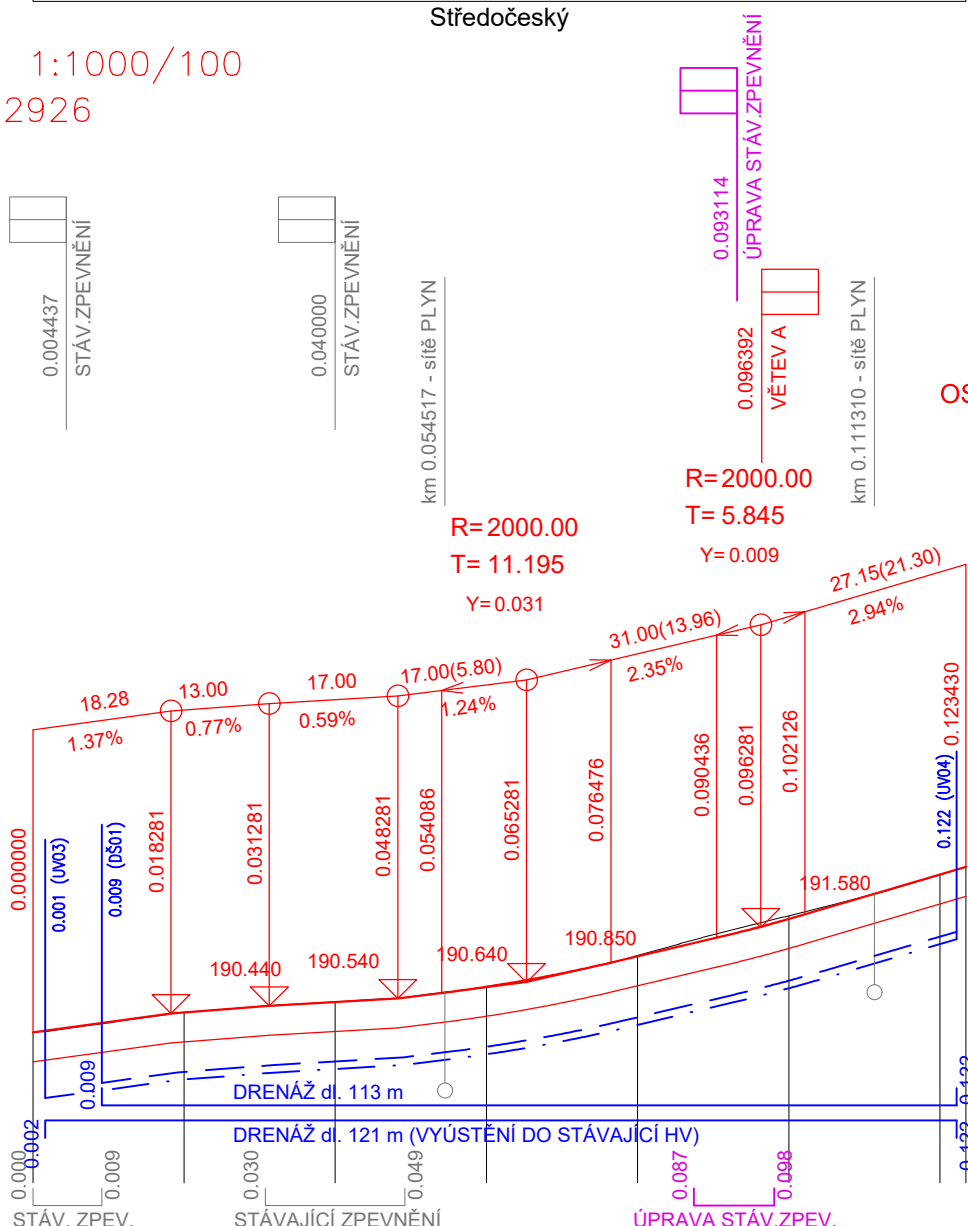 Středočeský
1:1000/100
2926
0.004437
STÁV.ZPEVNĚNÍ
0.040000
STÁV.ZPEVNĚNÍ
km 0.054517 - sítě PLYN
0.093114
ÚPRAVA STÁV.ZPEVNĚNÍ
0.096392
VĚTEV A
km 0.111310 - sítě PLYN
OS
R=2000.00
T= 11.195
Y=0.031
R=2000.00
T= 5.845
Y=0.009
18.28
1.37%
13.00
0.77%
17.00
0.59%
17.00(5.80)
1.24%
31.00(13.96)
2.35%
27.15(21.30)
2.94%
0.000000
0.001 (UV03)
0.009 (DŠ01)
0.018281
0.031281
0.048281
0.054086
0.065281
0.076476
0.090436
0.096281
0.102126
0.122 (UV04)
0.123430
190.440
190.540
190.640
190.850
191.580
0.009
DRENÁŽ dl. 113 m
0.122
0.002
DRENÁŽ dl. 121 m (VYÚSTĚNÍ DO STÁVAJÍCÍ HV)
0.122
0.000
0.009
STÁV. ZPEV.
0.030
0.049
STÁVAJÍCÍ ZPEVNĚNÍ
0.087
0.098
ÚPRAVA STÁV.ZPEV.